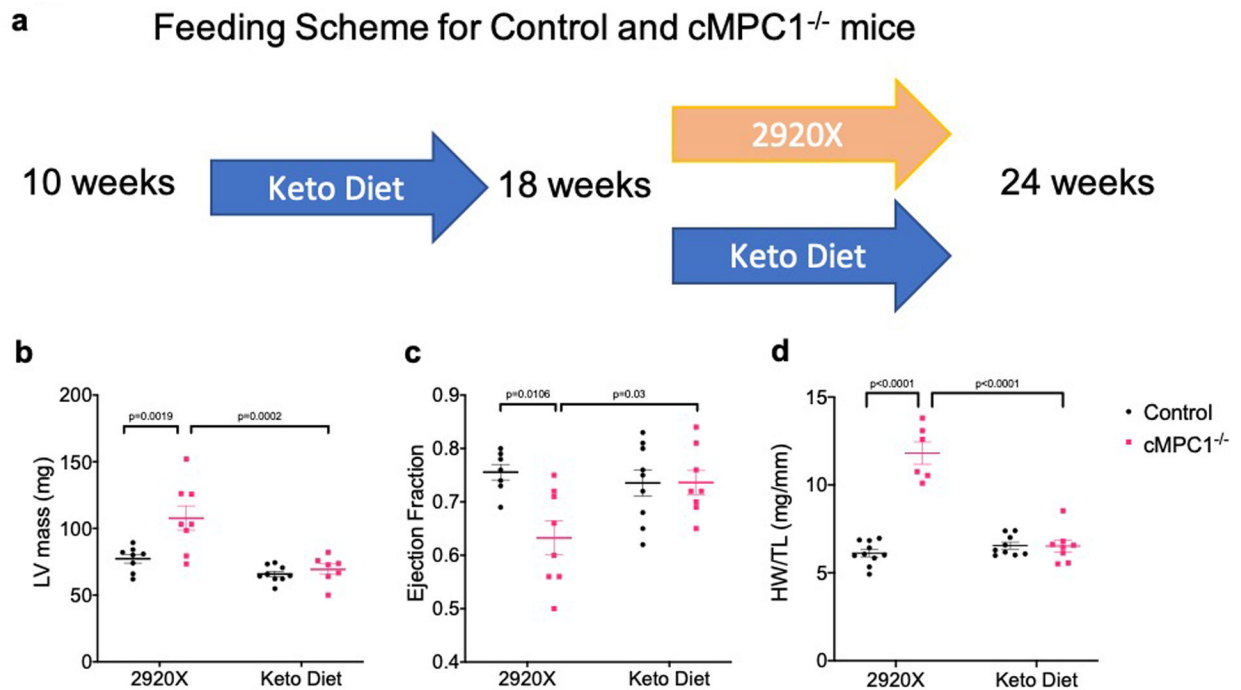 a
Feeding Scheme for Control and cMPC1-/- mice
10 weeks
Keto Diet
18 weeks
2920X
Keto Diet
24 weeks
b
LV mass (mg)
200
150
100
50
0
p=0.0019
p=0.0002
2920X
Keto Diet
c
Ejection Fraction
0.9
0.8
0.7
0.6
0.5
0.4
p=0.0106
p=0.03
2920X
Keto Diet
d
HW/TL (mg/mm)
15
10
5
0
p<0.0001
p<0.0001
2920X
Keto Diet
Control
cMPC1-/-